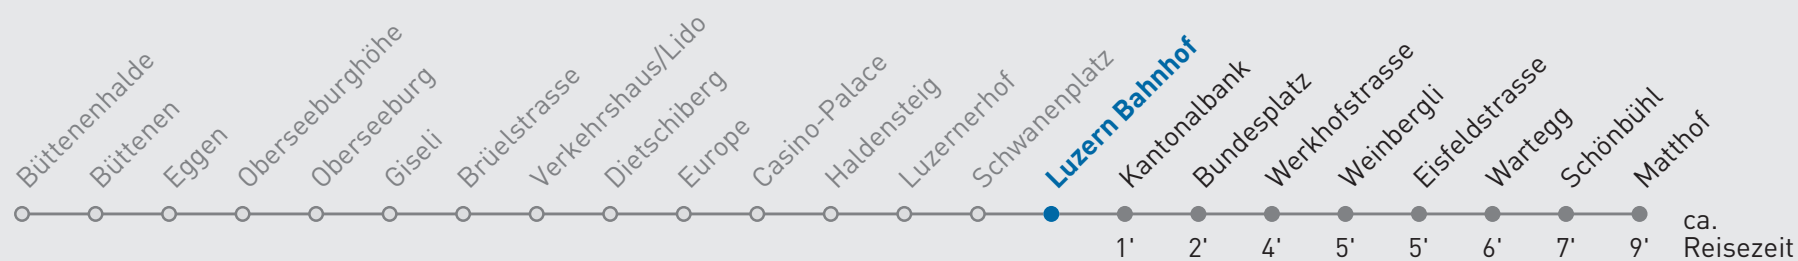 Büttenenhalde
Büttenen
Eggen
Oberseeburghöhe
Oberseeburg
Giseli
Brüelstrasse
Verkehrshaus/Lido
Dietschiberg
Europe
Casino-Palace
Haldensteig
Luzernerhof
Schwanenplatz
Luzern Bahnhof
Kantonalbank
Bundesplatz
Werkhofstrasse
Weinbergli
Eisfeldstrasse
Wartegg
Schönbühl
Matthof
1' 2' 4' 5' 5' 6' 7' 9'
ca.
Reisezeit